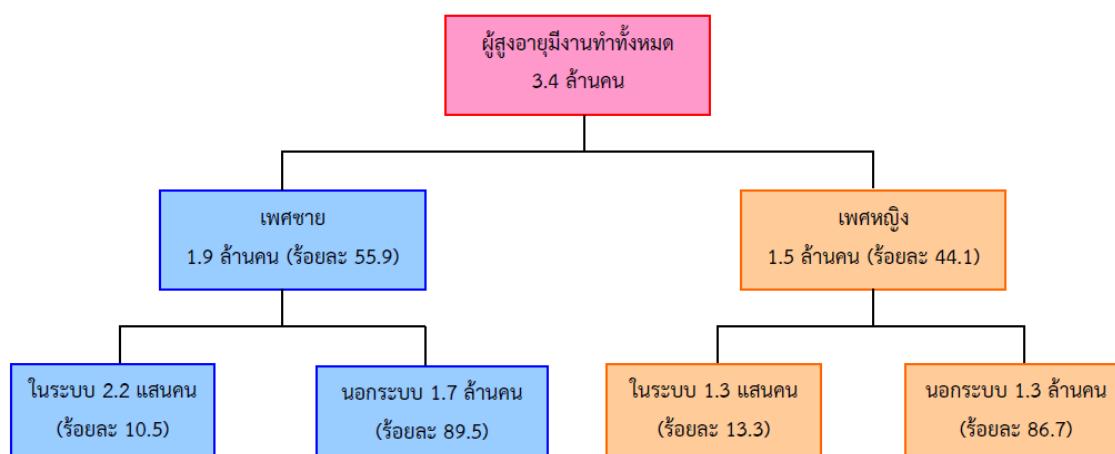 ผู้สูงอายุมีงานทำทั้งหมด
3.4 ล้านคน
เพศชาย
1.9 ล้านคน (ร้อยละ 55.9)
เพศหญิง
1.5 ล้านคน (ร้อยละ 44.1)
ในระบบ 2.2 แสนคน
(ร้อยละ 10.5)
นอกระบบ 1.7 ล้านคน
(ร้อยละ 89.5)
ในระบบ 1.3 แสนคน
(ร้อยละ 13.3)
นอกระบบ 1.3 ล้านคน
(ร้อยละ 86.7)